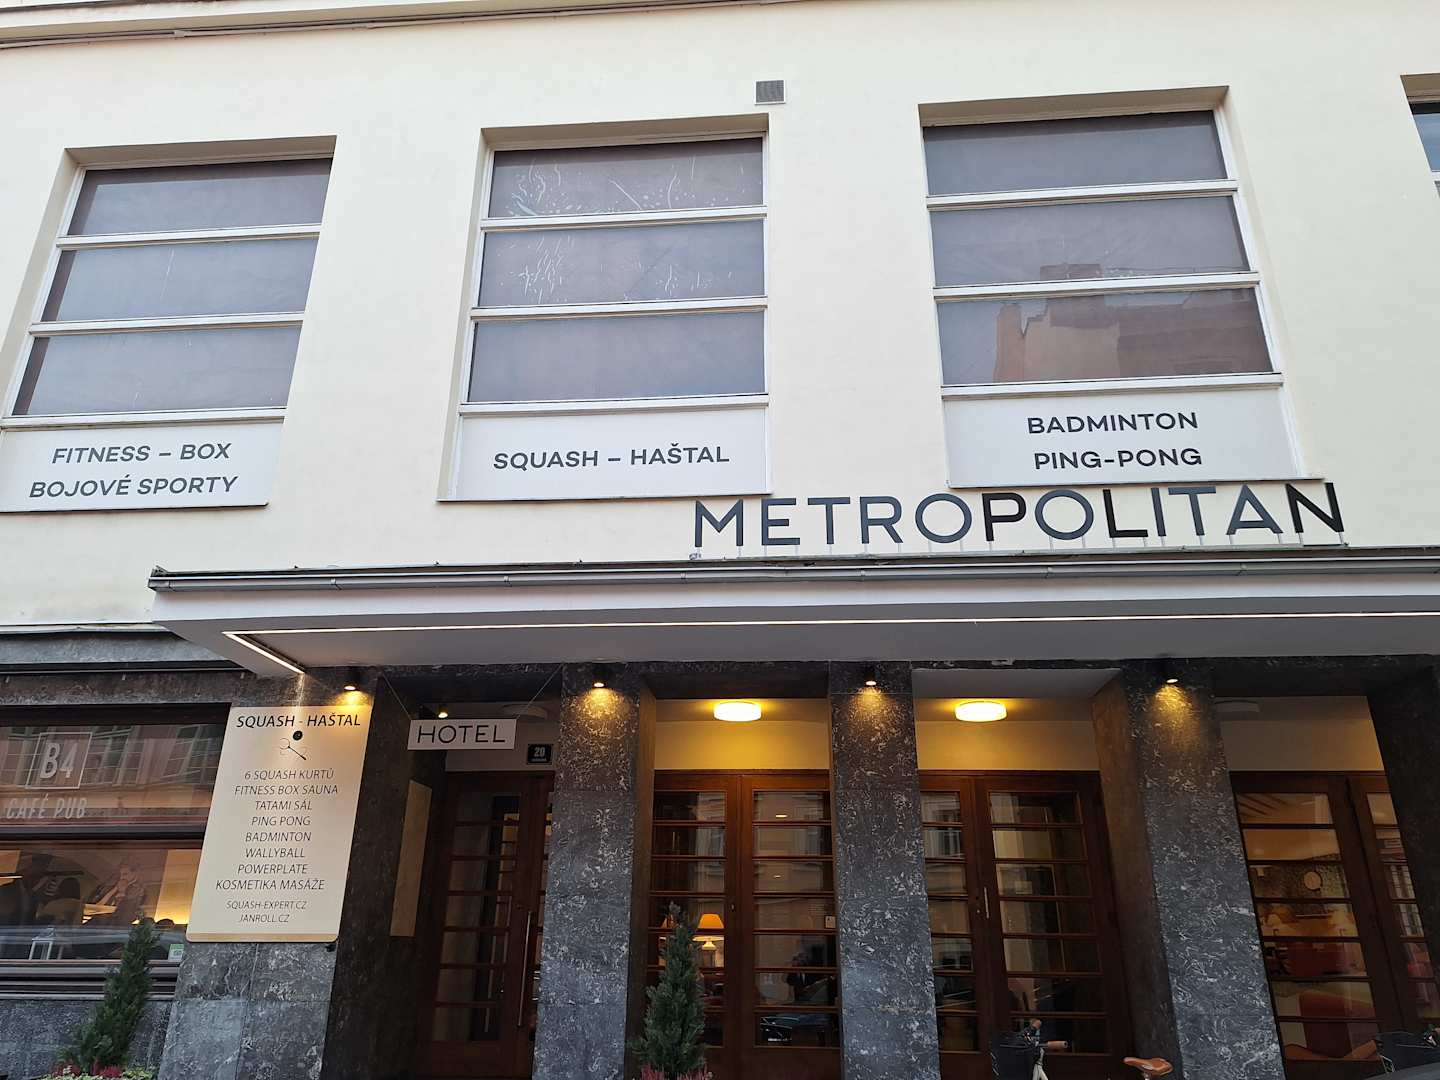 FITNESS – BOX
BOJOVÉ SPORTY
SQUASH – HAŠTAL
BADMINTON
PING-PONG
METROPOLITAN
SQUASH - HAŠTAL
6 SQUASH KURTŮ
FITNESS BOX SAUNA
TATAMI SÁL
PING PONG
BADMINTON
WALLYBALL
POWERPLATE
KOSMETIKA MASÁŽE
SQUASH-EXPERT.CZ
JANROLL.CZ
HOTEL
20
B4
CAFÉ PUB